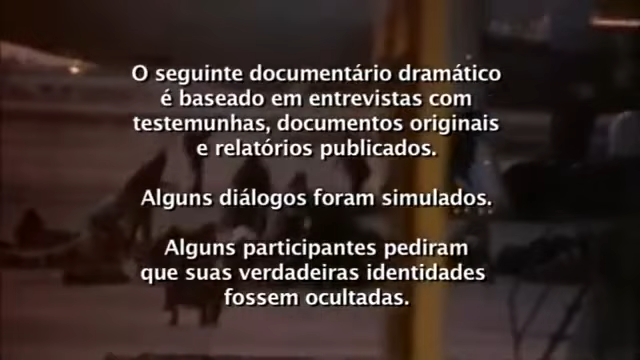 O seguinte documentário dramático
é baseado em entrevistas com
testemunhas, documentos originais
e relatórios publicados.
Alguns diálogos foram simulados.
Alguns participantes pediram
que suas verdadeiras identidades
fossem ocultadas.